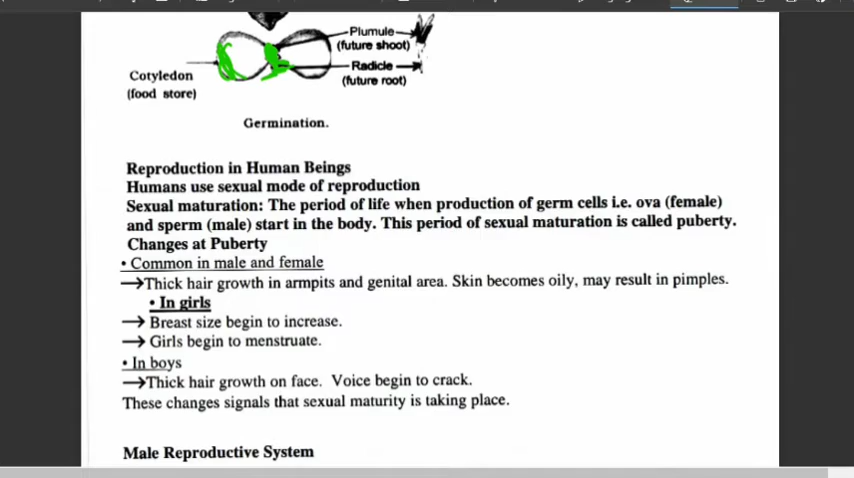 Plumule
(future shoot)
Radicle
(future root)
Cotyledon
(food store)
Germination.
Reproduction in Human Beings
Humans use sexual mode of reproduction
Sexual maturation: The period of life when production of germ cells i.e. ova (female)
and sperm (male) start in the body. This period of sexual maturation is called puberty.
Changes at Puberty
• Common in male and female
→Thick hair growth in armpits and genital area. Skin becomes oily, may result in pimples.
• In girls
→ Breast size begin to increase.
→ Girls begin to menstruate.
• In boys
→Thick hair growth on face. Voice begin to crack.
These changes signals that sexual maturity is taking place.
Male Reproductive System